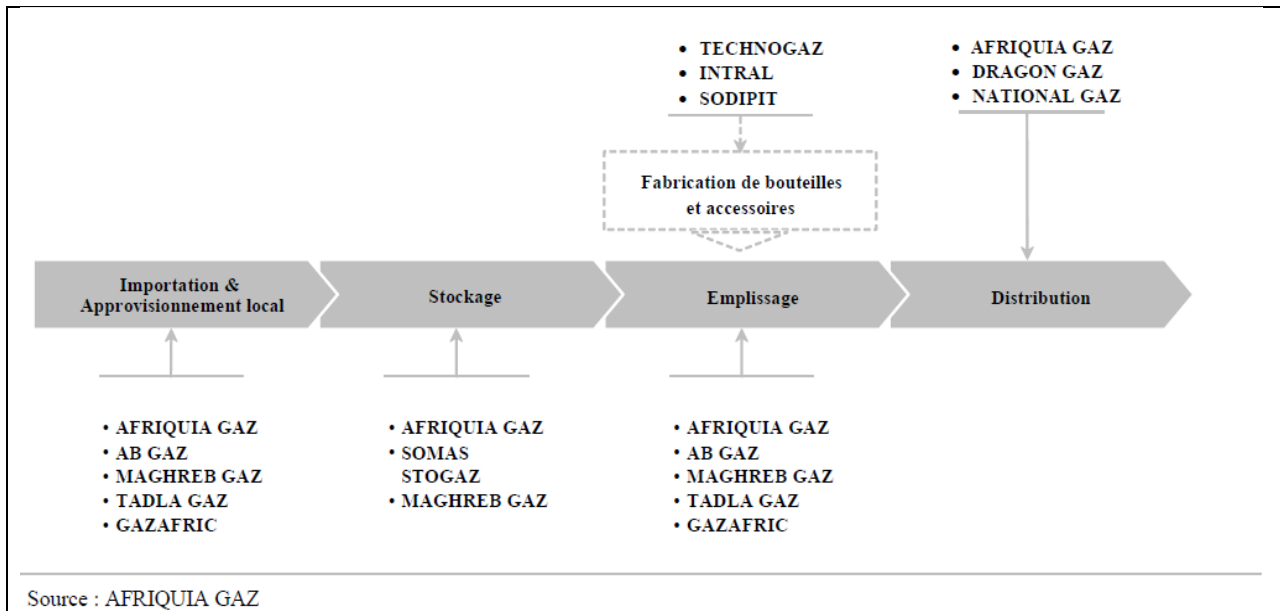 • TECHNOGAZ
• INTRAL
• SODIPIT
• AFRIQUIA GAZ
• DRAGON GAZ
• NATIONAL GAZ
Fabrication de bouteilles
et accessoires
Importation &
Approvisionnement local
Stockage
Emplissage
Distribution
• AFRIQUIA GAZ
• AB GAZ
• MAGHREB GAZ
• TADLA GAZ
• GAZAFRIC
• AFRIQUIA GAZ
• SOMAS
STOGAZ
• MAGHREB GAZ
• AFRIQUIA GAZ
• AB GAZ
• MAGHREB GAZ
• TADLA GAZ
• GAZAFRIC
Source : AFRIQUIA GAZ